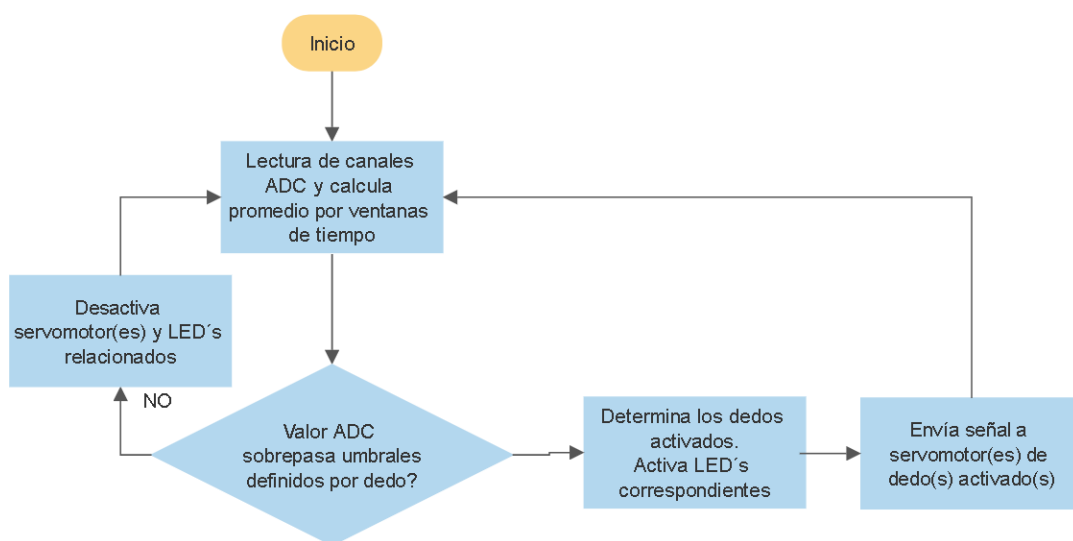 Inicio
Lectura de canales
ADC y calcula
promedio por ventanas
de tiempo
Desactiva
servomotor(es) y LED´s
relacionados
NO
Valor ADC
sobrepasa umbrales
definidos por dedo?
Determina los dedos
activados.
Activa LED´s
correspondientes
Envía señal a
servomotor(es) de
dedo(s) activado(s)